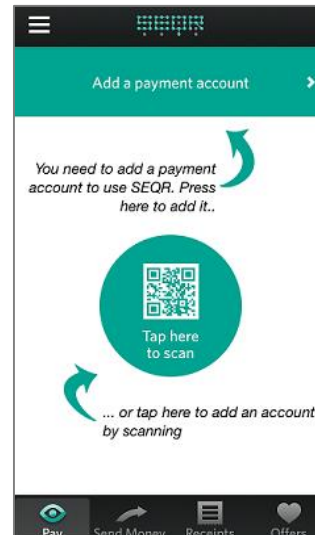 SEQR
Add a payment account
You need to add a payment
account to use SEQR. Press
here to add it..
Tap here
to scan
... or tap here to add an account
by scanning
Pay
Send Money
Receipts
Offers